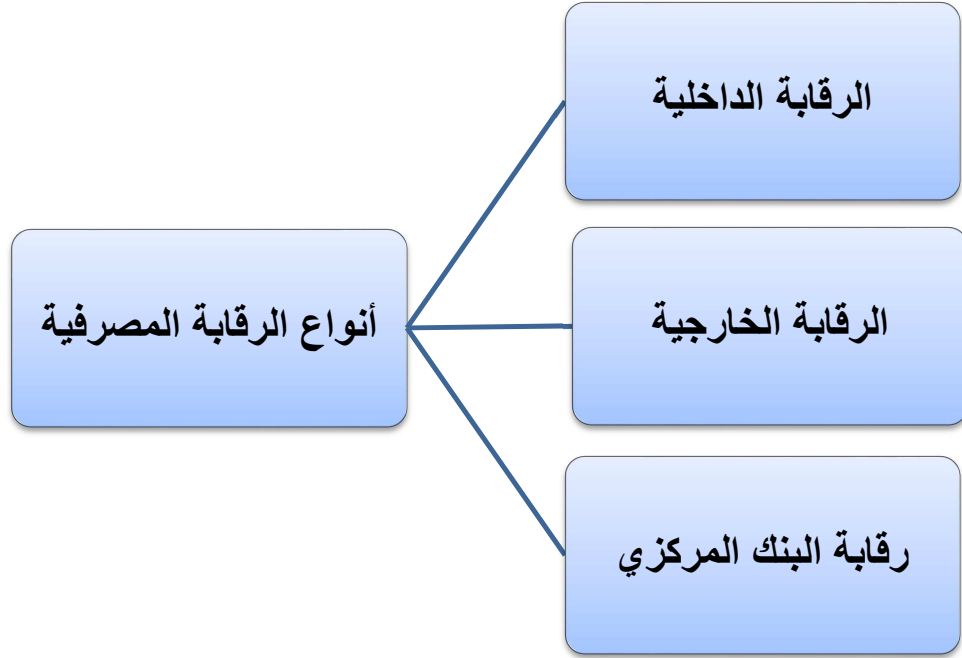 أنواع الرقابة المصرفية
الرقابة الداخلية
الرقابة الخارجية
رقابة البنك المركزي